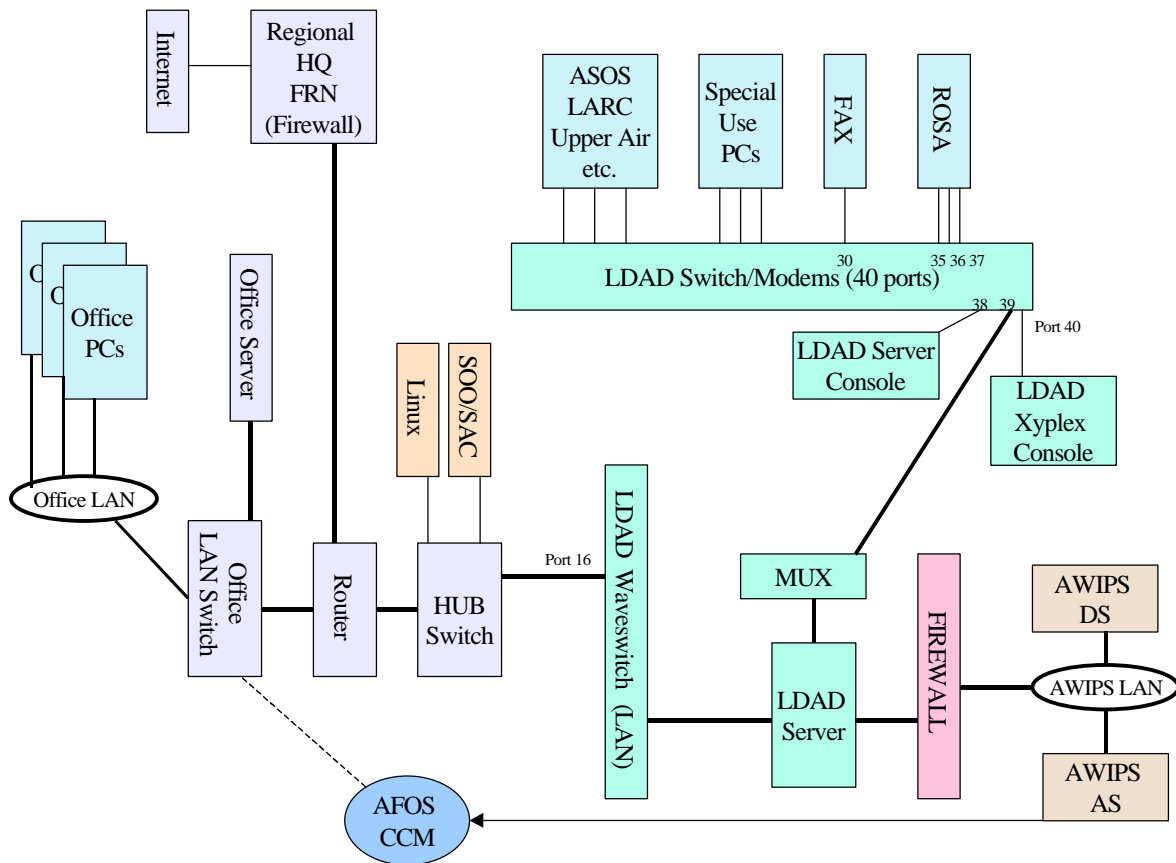 Internet
Regional
HQ
FRN
(Firewall)
ASOS
LARC
Upper Air
etc.
Special
Use
PCs
FAX
ROSA
30
35 36 37
LDAD Switch/Modems (40 ports)
38 39
Port 40
LDAD Server
Console
LDAD
Xyplex
Console
O
O
Office
PCs
Office Server
Office LAN
Linux
SOO/SAC
Office
LAN Switch
Router
HUB
Switch
Port 16
LDAD Waveswitch (LAN)
MUX
LDAD
Server
FIREWALL
AWIPS
DS
AWIPS LAN
AWIPS
AS
AFOS
CCM